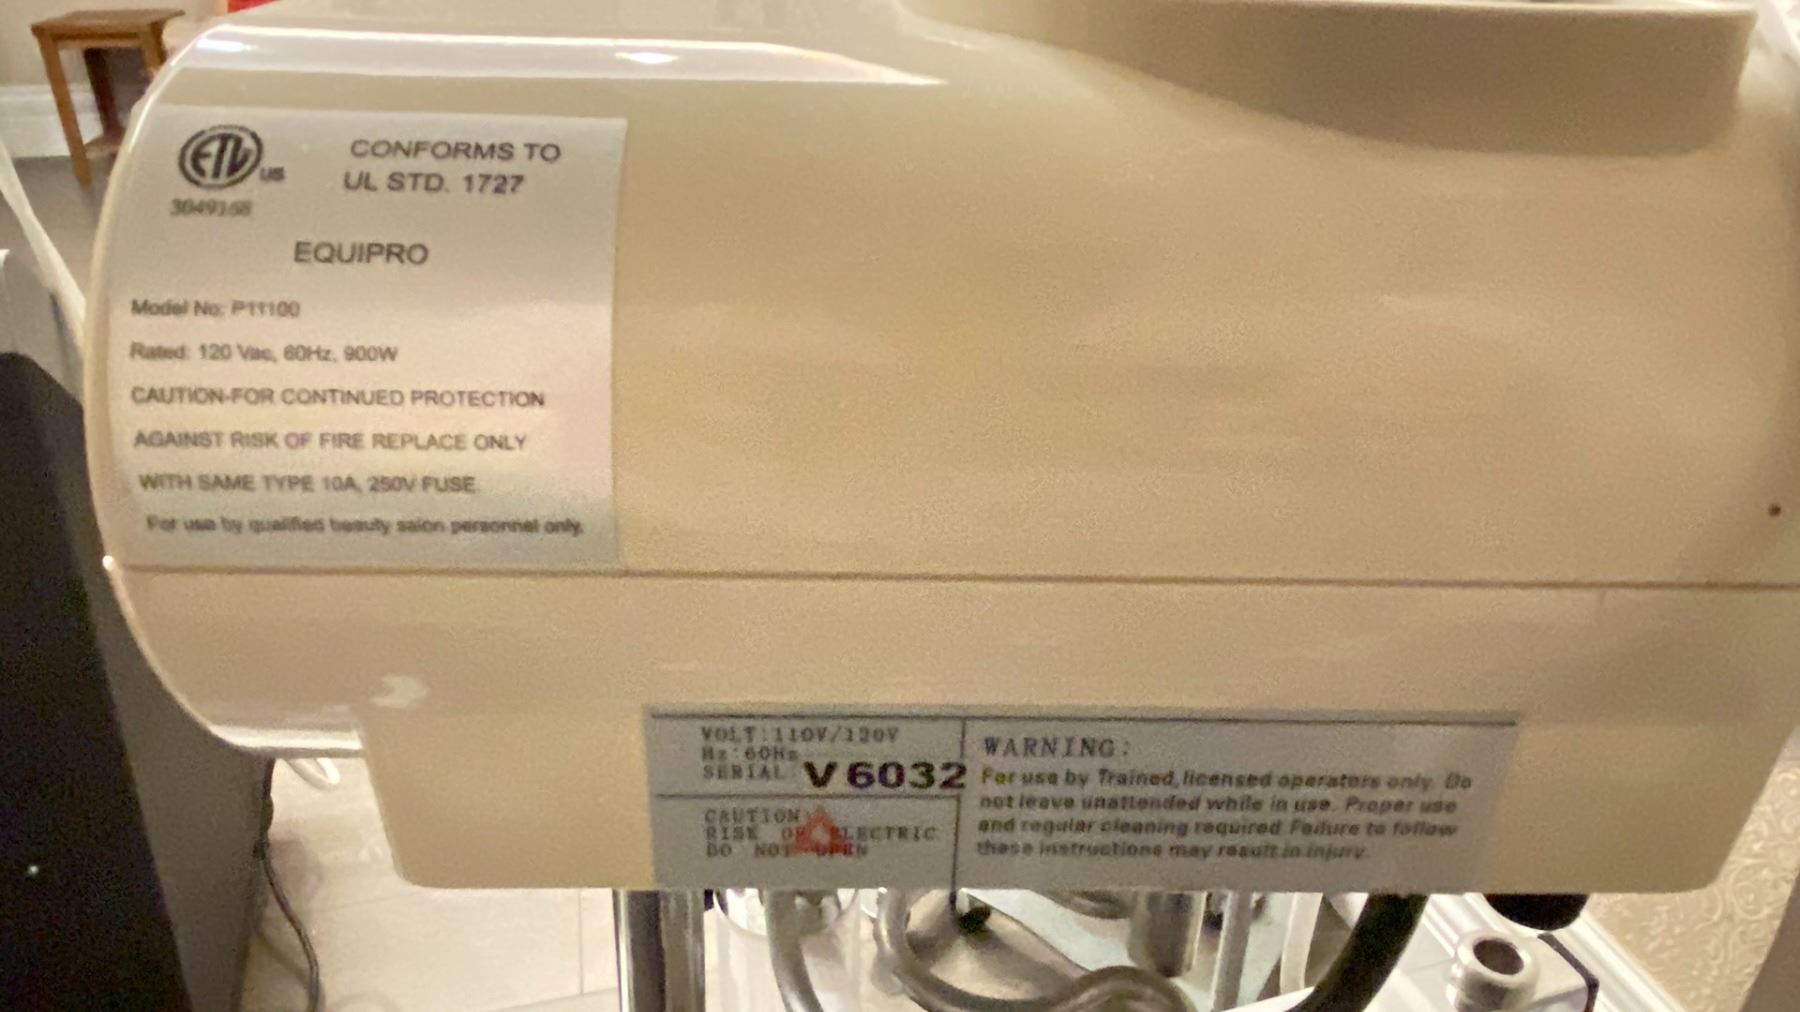 ETL US
CONFORMS TO
UL STD. 1727
3049168
EQUIPRO
Model No: P11100
Rated: 120 Vac, 60Hz, 900W
CAUTION-FOR CONTINUED PROTECTION
AGAINST RISK OF FIRE REPLACE ONLY
WITH SAME TYPE 10A, 250V FUSE
For use by qualified beauty salon personnel only.
VOLT:110V/120V
Hz:60Hz
SERIAL: V6032
CAUTION
RISK OF ELECTRIC
DO NOT OPEN
WARNING:
For use by Trained, licensed operators only. Do
not leave unattended while in use. Proper use
and regular cleaning required. Failure to follow
these instructions may result in injury.